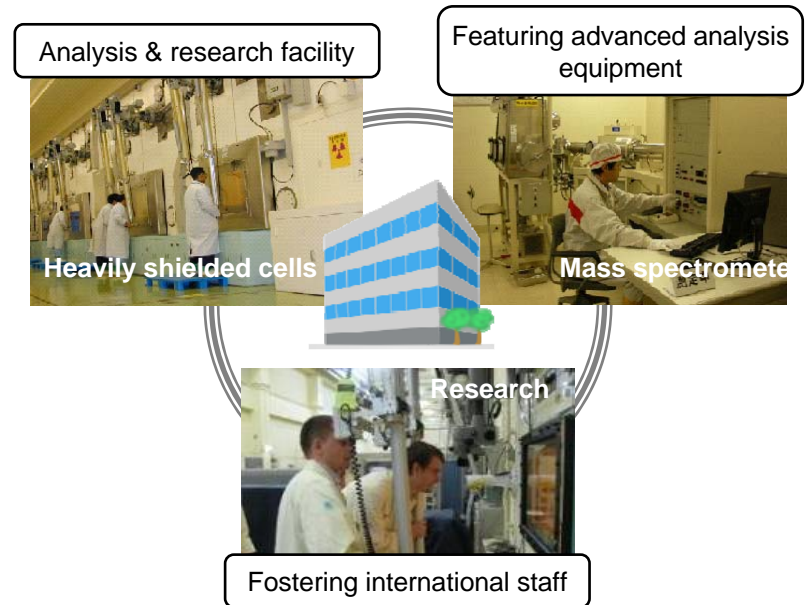 Analysis & research facility
Featuring advanced analysis
equipment
Heavily shielded cells
Mass spectromete
Research
Fostering international staff